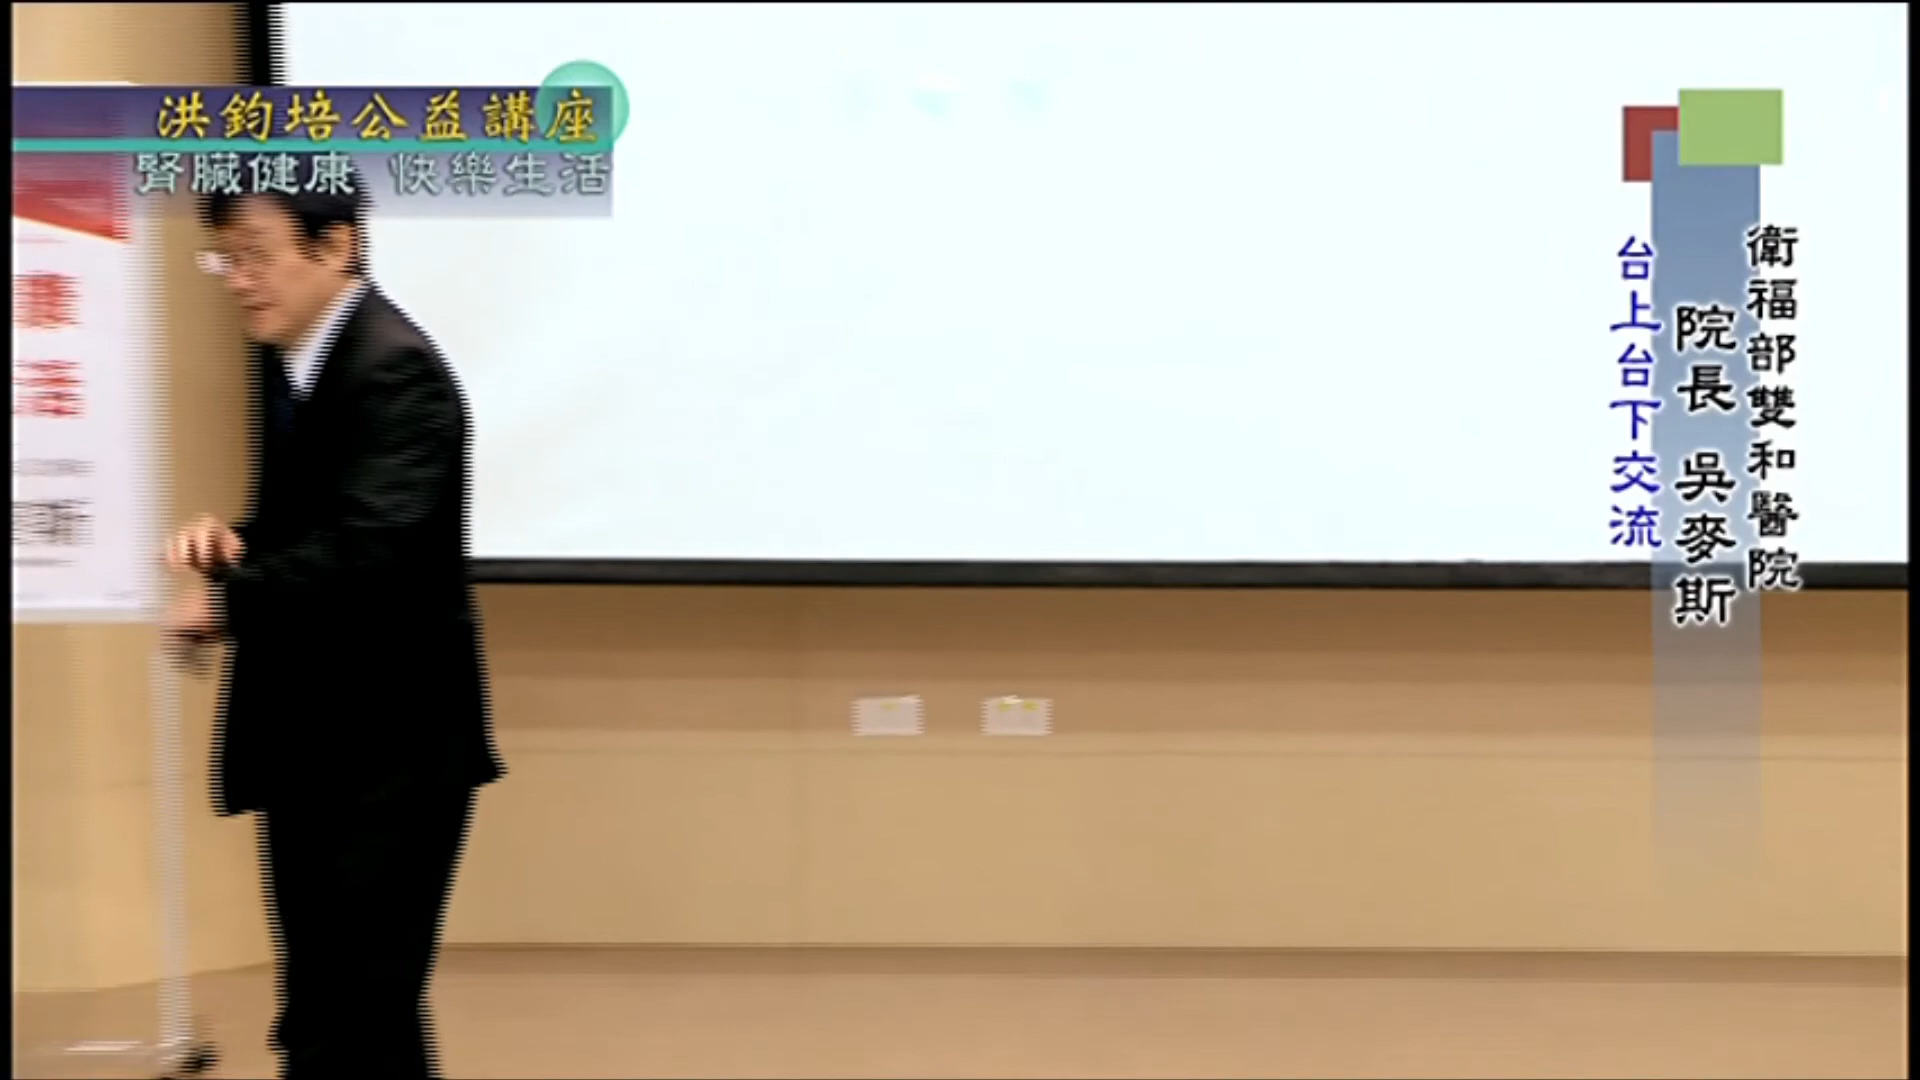 洪鈞培公益講座
腎臟健康 快樂生活
衛福部雙和醫院
院長 吳麥斯
台上台下交流